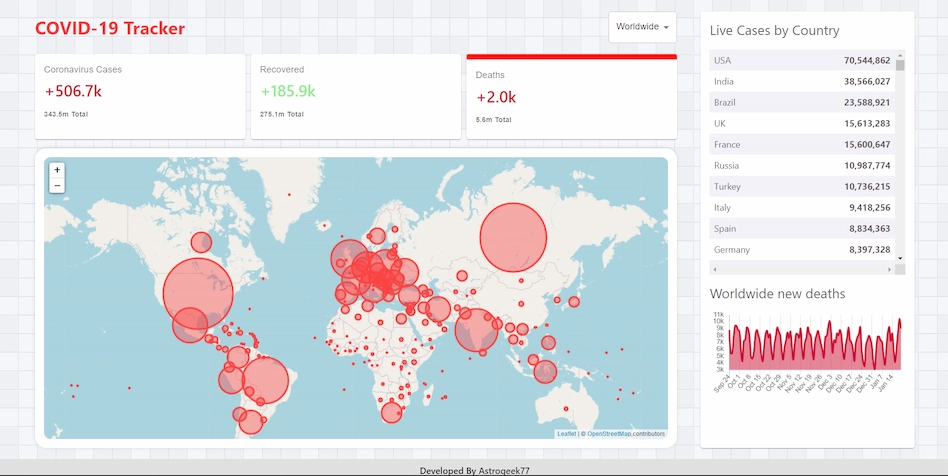 COVID-19 Tracker
Worldwide
Coronavirus Cases
+506.7k
343.5m Total
Recovered
+185.9k
275.1m Total
Deaths
+2.0k
5.6m Total
+
−
Leaflet | © OpenStreetMap contributors
Live Cases by Country
USA 70,544,862
India 38,566,027
Brazil 23,588,921
UK 15,613,283
France 15,600,647
Russia 10,987,774
Turkey 10,736,215
Italy 9,418,256
Spain 8,834,363
Germany 8,397,328
Worldwide new deaths
11k
10k
9k
8k
7k
6k
5k
4k
3k
Sep 24
Oct 1
Oct 8
Oct 15
Oct 22
Oct 29
Nov 5
Nov 12
Nov 19
Nov 26
Dec 3
Dec 10
Dec 17
Dec 24
Dec 31
Jan 7
Jan 14
Developed By Astrogeek77